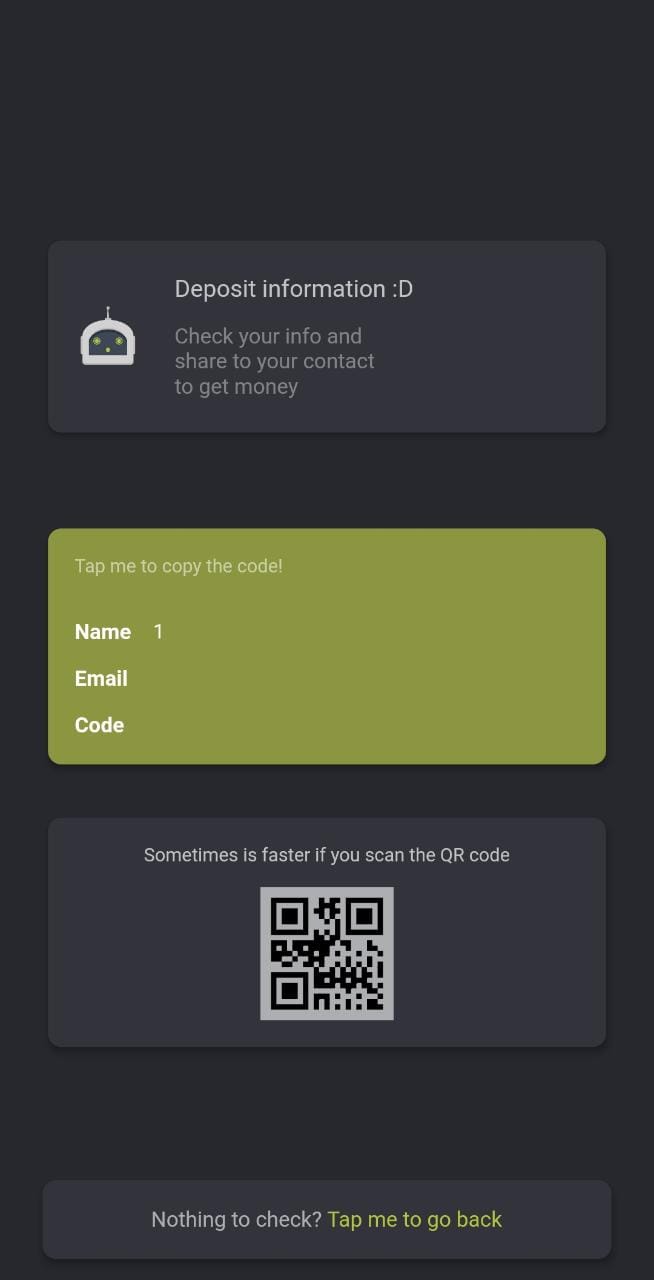 Deposit information :D
Check your info and
share to your contact
to get money
Tap me to copy the code!
Name 1
Email
Code
Sometimes is faster if you scan the QR code
Nothing to check? Tap me to go back